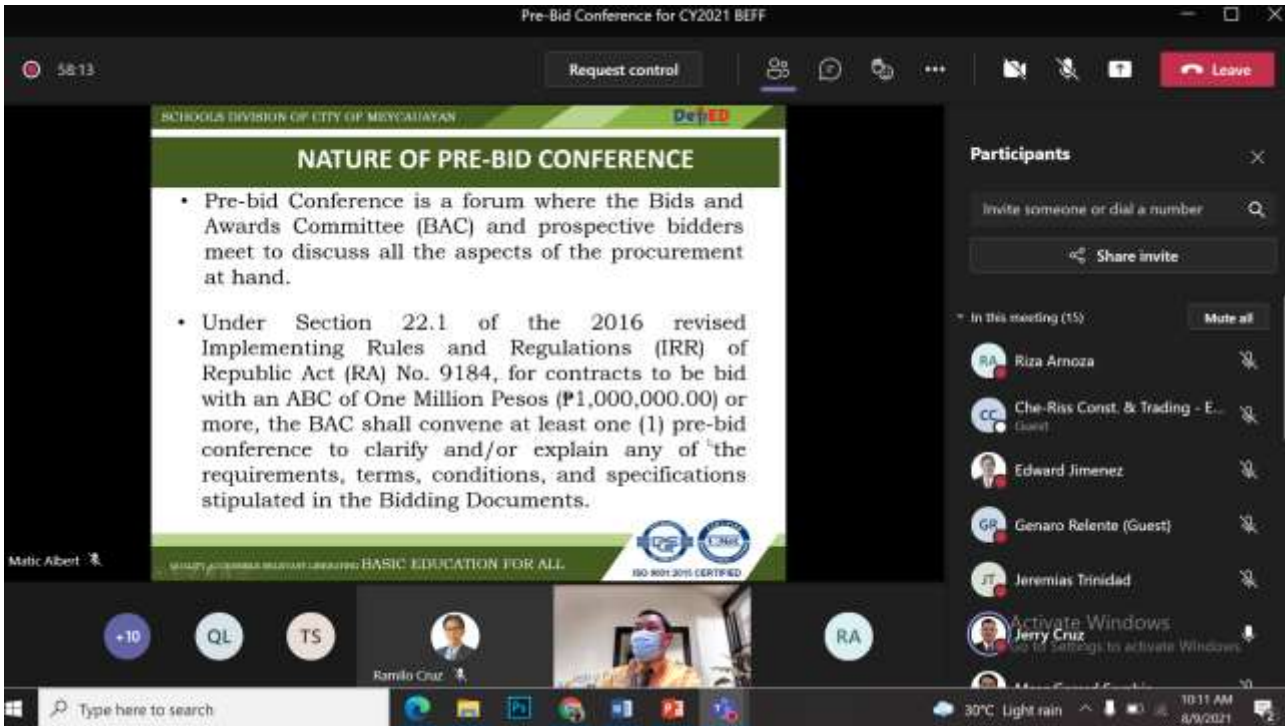 Pre-Bid Conference for CY2021 BEFF
58:13
Request control
Leave
SCHOOLS DIVISION OF CITY OF MEYCAUAYAN
DepED
NATURE OF PRE-BID CONFERENCE
• Pre-bid Conference is a forum where the Bids and
Awards Committee (BAC) and prospective bidders
meet to discuss all the aspects of the procurement
at hand.
• Under Section 22.1 of the 2016 revised
Implementing Rules and Regulations (IRR) of
Republic Act (RA) No. 9184, for contracts to be bid
with an ABC of One Million Pesos (₱1,000,000.00) or
more, the BAC shall convene at least one (1) pre-bid
conference to clarify and/or explain any of the
requirements, terms, conditions, and specifications
stipulated in the Bidding Documents.
BASIC EDUCATION FOR ALL
ISO 9001:2015 CERTIFIED
Matic Albert
+10
QL
TS
Ramilo Cruz
RA
Participants
Invite someone or dial a number
Share invite
In this meeting (15)
Mute all
RA Riza Arnoza
CC Che-Riss Const. & Trading - E...
Guest
Edward Jimenez
GR Genaro Relente (Guest)
JT Jeremias Trinidad
Jerry Cruz
Activate Windows
Go to Settings to activate Windows.
Type here to search
30°C Light rain
10:11 AM
8/9/2021